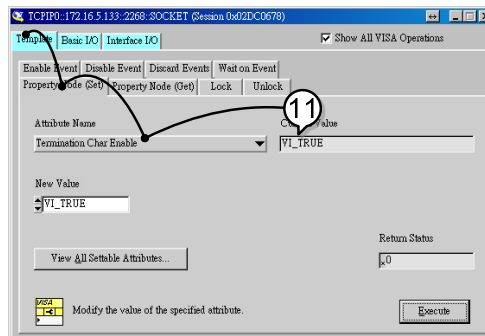 TCPIP0::172.16.5.133::2268::SOCKET (Session 0x02DC0678)
Template Basic I/O Interface I/O Show All VISA Operations
Enable Event Disable Event Discard Events Wait on Event
Property Node (Set) Property Node (Get) Lock Unlock
11
Attribute Name Value
Termination Char Enable VI_TRUE
New Value
VI_TRUE
Return Status
View All Settable Attributes... x0
VISA Modify the value of the specified attribute. Execute